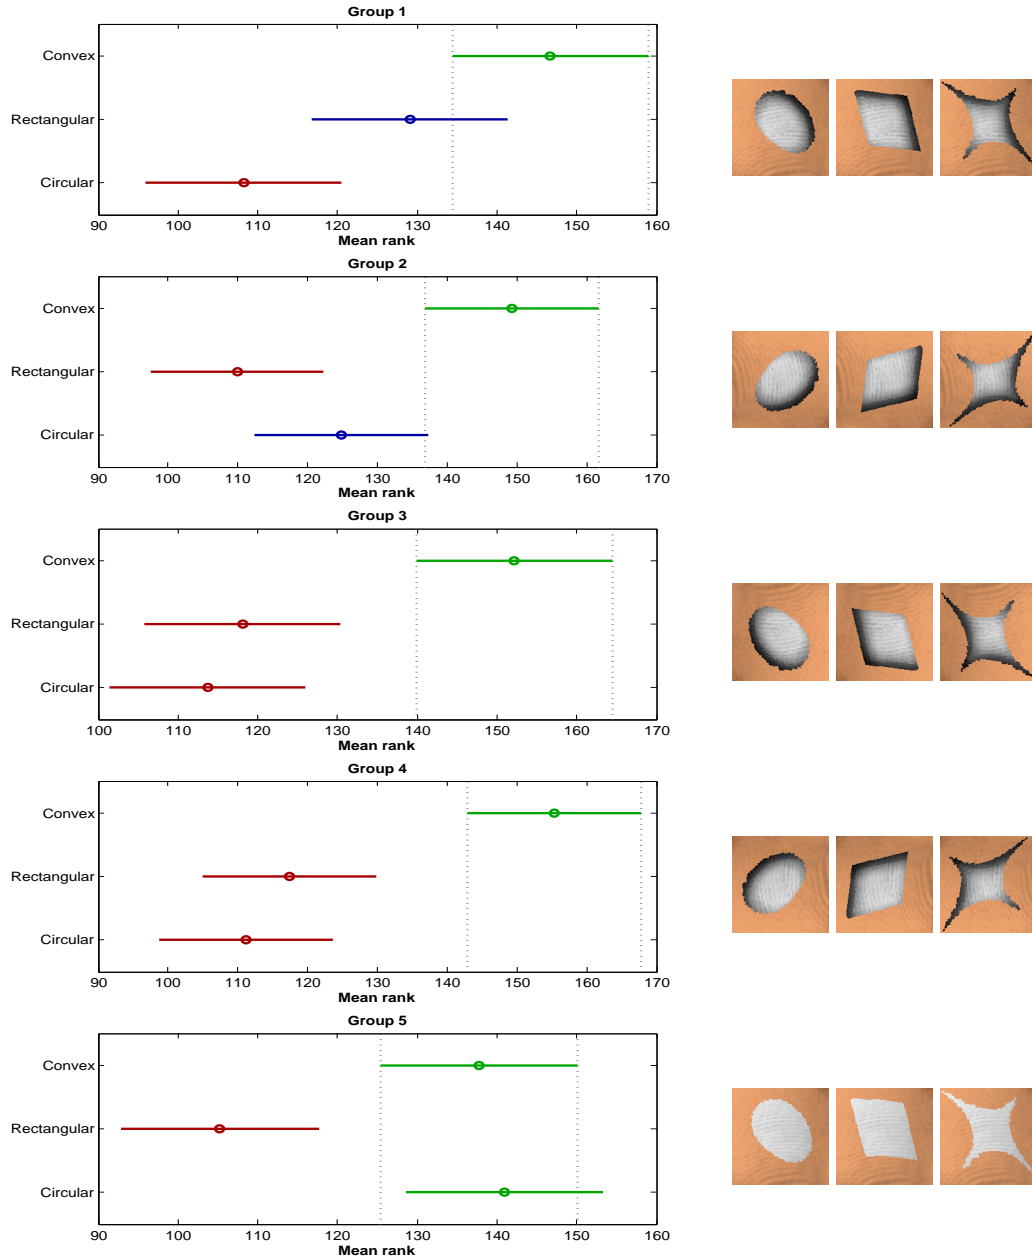 Group 1
Convex
Rectangular
Circular
90 100 110 120 130 140 150 160
Mean rank
Group 2
Convex
Rectangular
Circular
90 100 110 120 130 140 150 160 170
Mean rank
Group 3
Convex
Rectangular
Circular
100 110 120 130 140 150 160 170
Mean rank
Group 4
Convex
Rectangular
Circular
90 100 110 120 130 140 150 160 170
Mean rank
Group 5
Convex
Rectangular
Circular
90 100 110 120 130 140 150 160
Mean rank